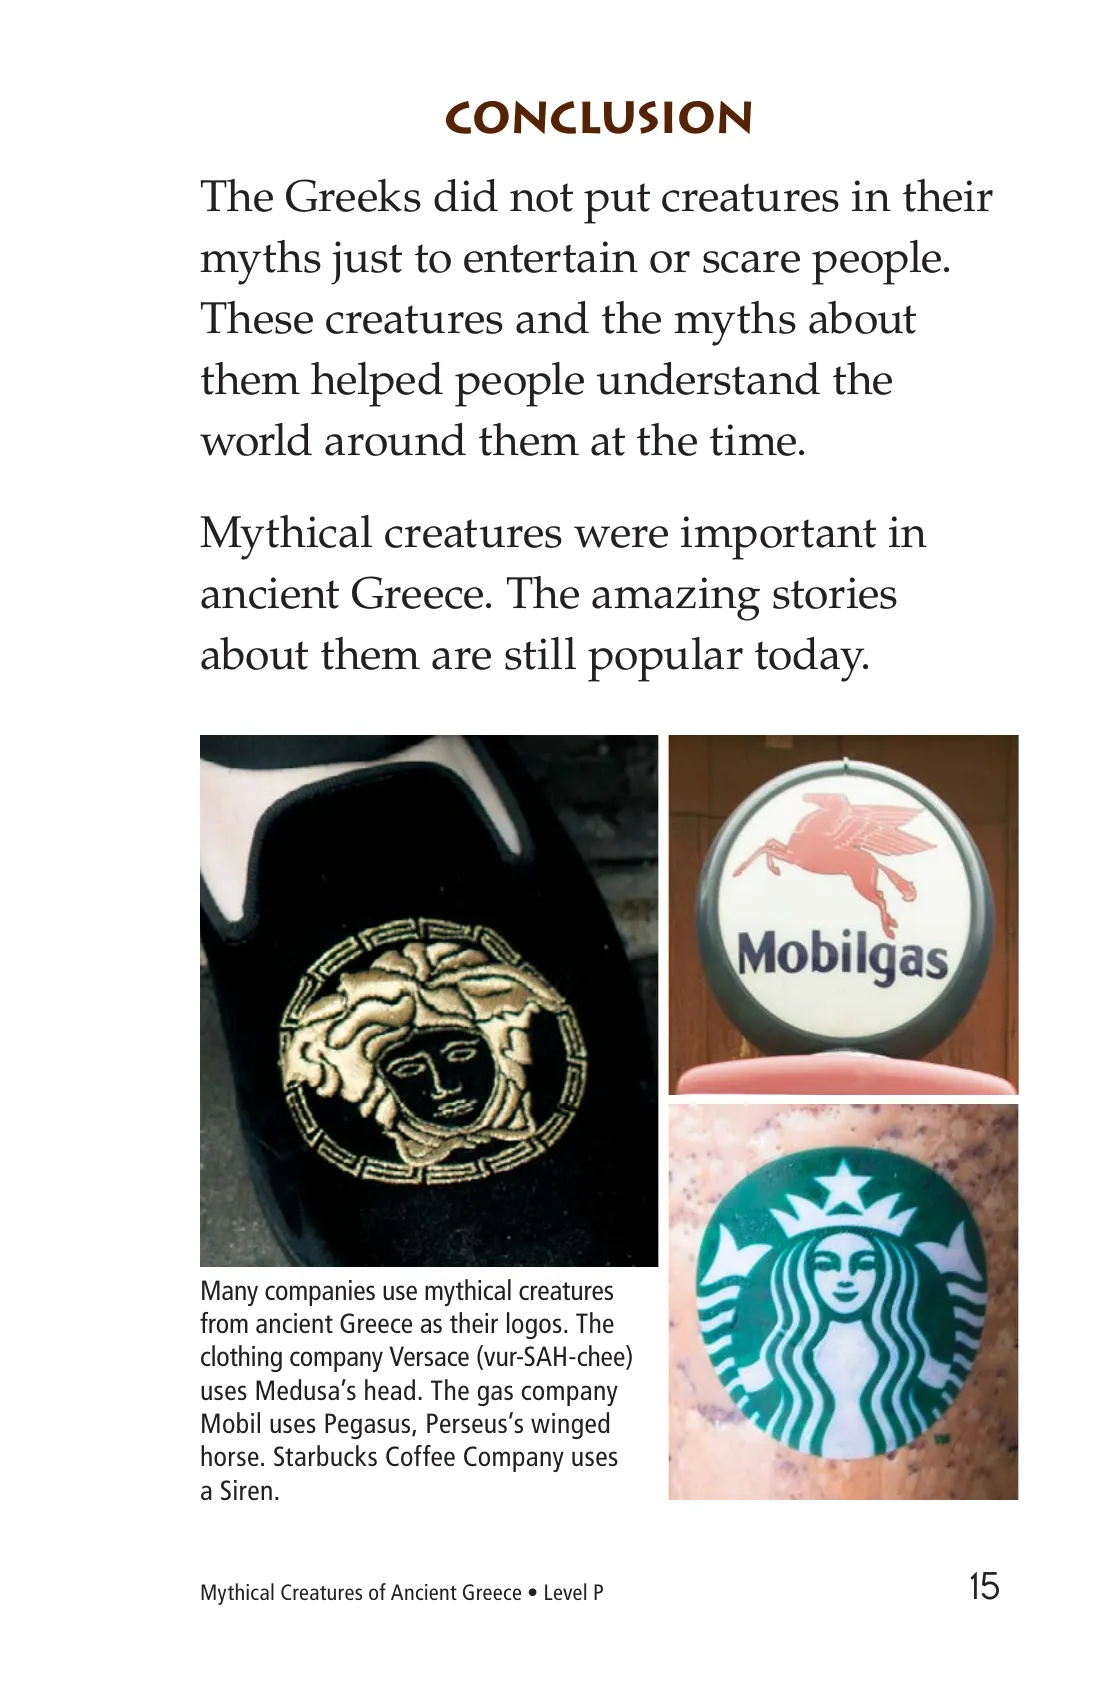 CONCLUSION
The Greeks did not put creatures in their
myths just to entertain or scare people.
These creatures and the myths about
them helped people understand the
world around them at the time.
Mythical creatures were important in
ancient Greece. The amazing stories
about them are still popular today.
Mobilgas
TM
Many companies use mythical creatures
from ancient Greece as their logos. The
clothing company Versace (vur-SAH-chee)
uses Medusa’s head. The gas company
Mobil uses Pegasus, Perseus’s winged
horse. Starbucks Coffee Company uses
a Siren.
Mythical Creatures of Ancient Greece • Level P
15